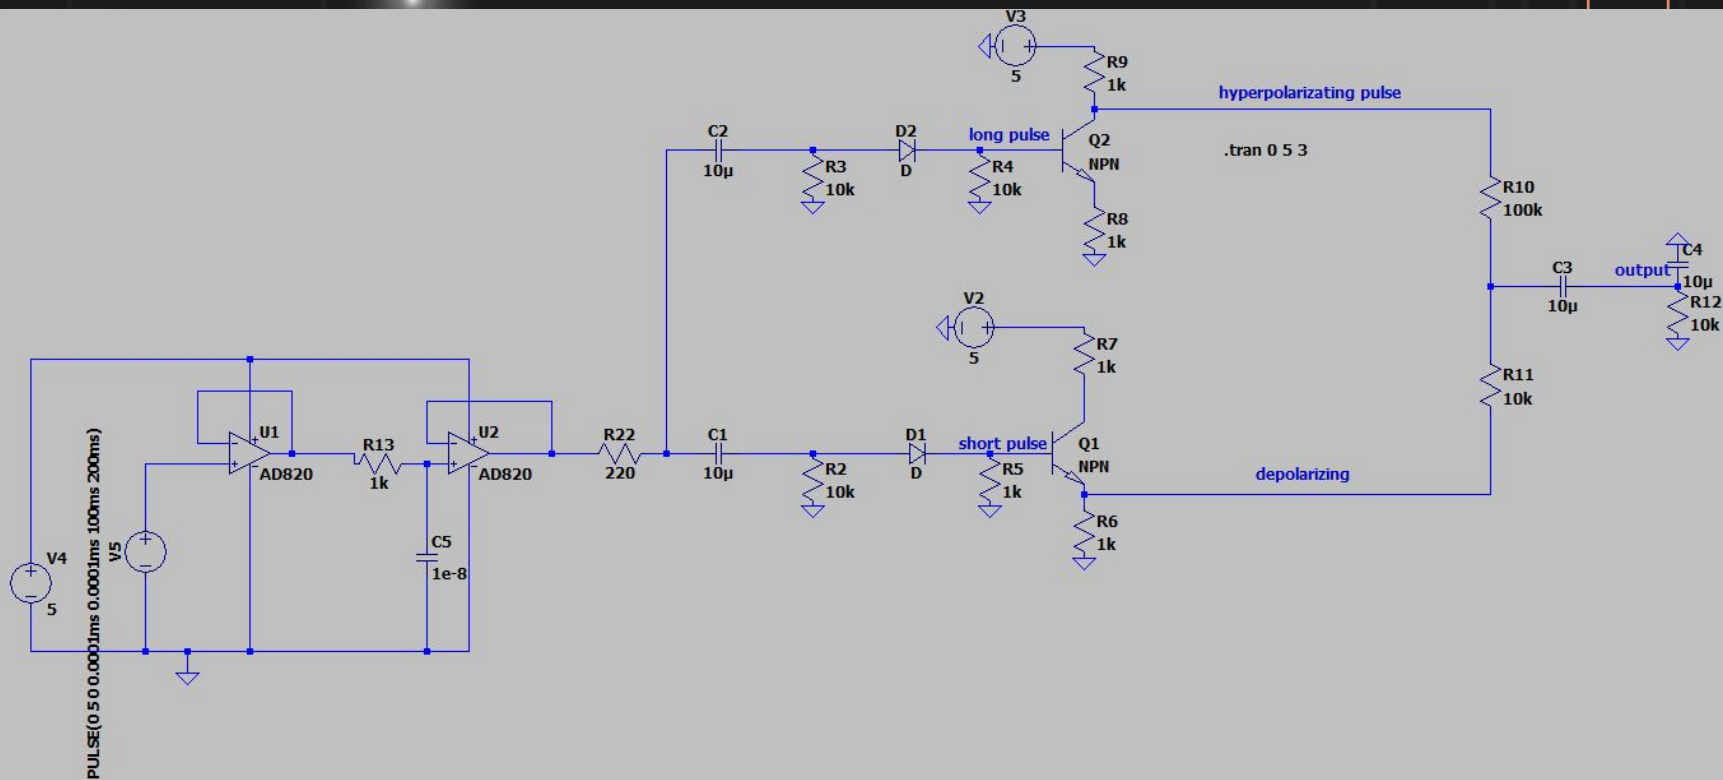 V3
5
R9
1k
hyperpolarizating pulse
C2
10µ
R3
10k
D2
D
long pulse
R4
10k
Q2
NPN
.tran 0 5 3
R8
1k
R10
100k
C3
10µ
output
C4
10µ
R12
10k
V2
5
R7
1k
R11
10k
U1
AD820
R13
1k
U2
AD820
R22
220
C1
10µ
R2
10k
D1
D
short pulse
R5
1k
Q1
NPN
depolarizing
R6
1k
C5
1e-8
V4
5
V5
PULSE(0 5 0 0.0001ms 0.0001ms 100ms 200ms)